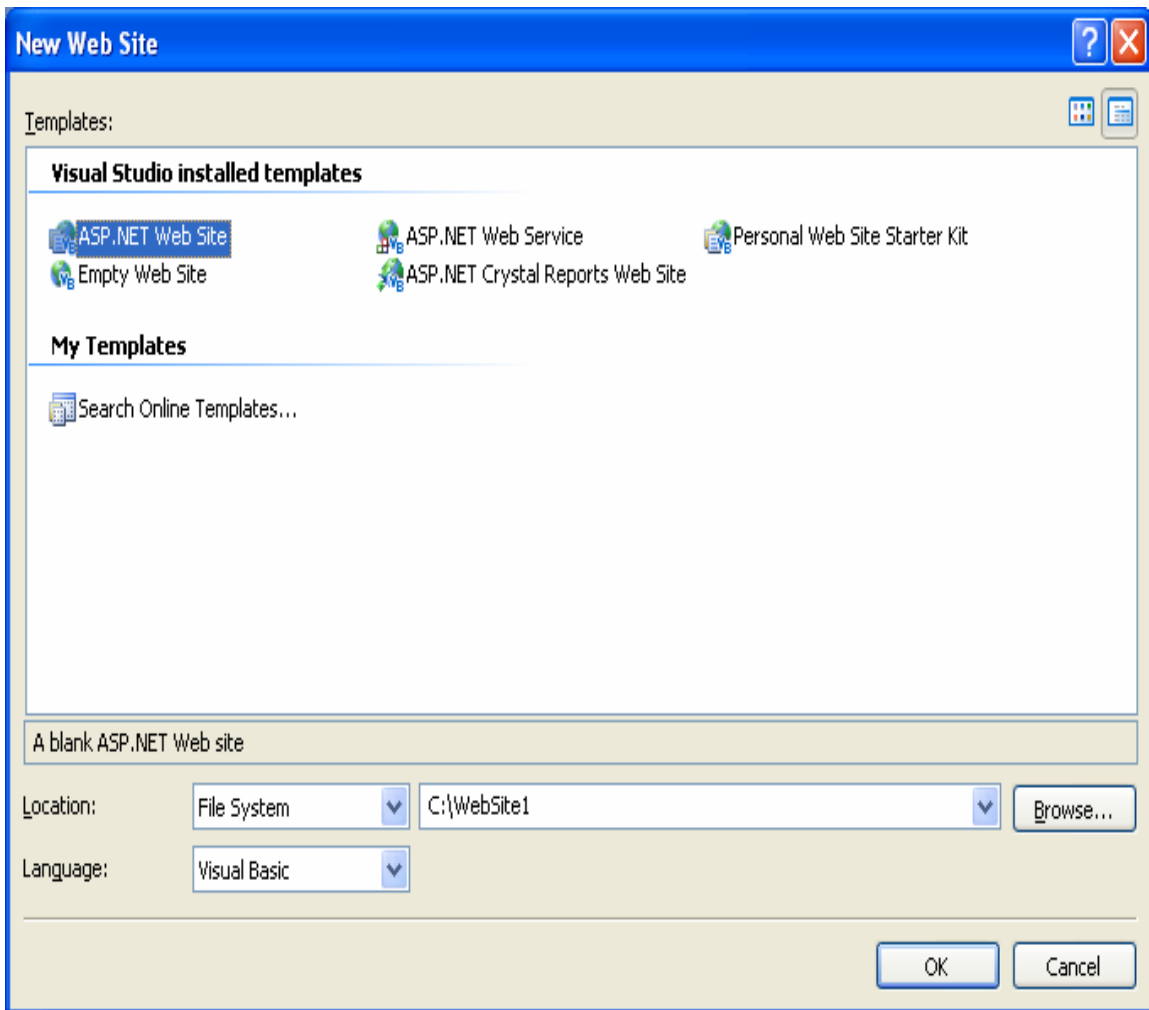 New Web Site
Templates:
Visual Studio installed templates
ASP.NET Web Site ASP.NET Web Service Personal Web Site Starter Kit
Empty Web Site ASP.NET Crystal Reports Web Site
My Templates
Search Online Templates...
A blank ASP.NET Web site
Location: File System C:\WebSite1 Browse...
Language: Visual Basic
OK Cancel